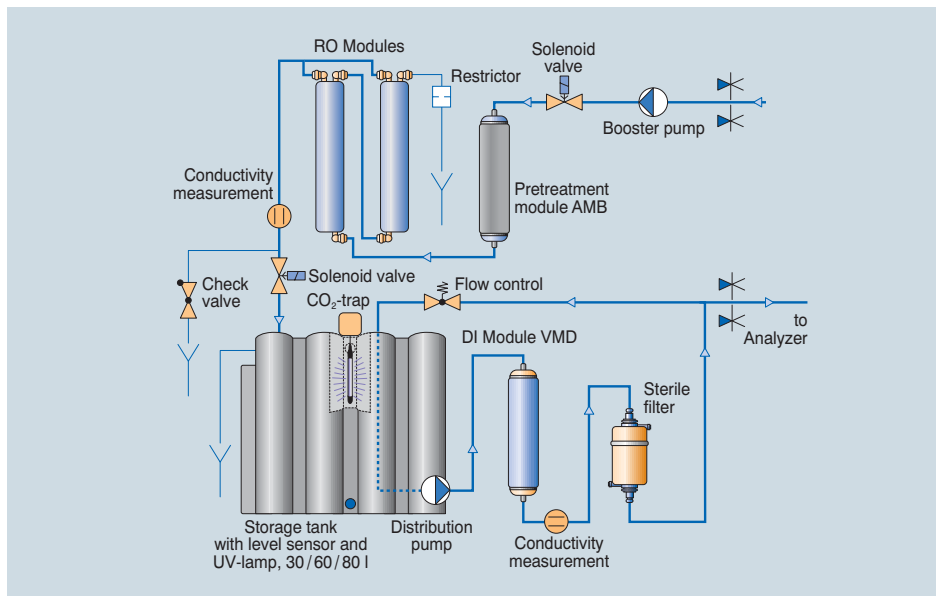 RO Modules
Solenoid
valve
Restrictor
Booster pump
Conductivity
measurement
Pretreatment
module AMB
Check
valve
Solenoid valve
CO₂-trap
Flow control
to
Analyzer
DI Module VMD
Sterile
filter
Storage tank
with level sensor and
UV-lamp, 30/60/80 l
Distribution
pump
Conductivity
measurement